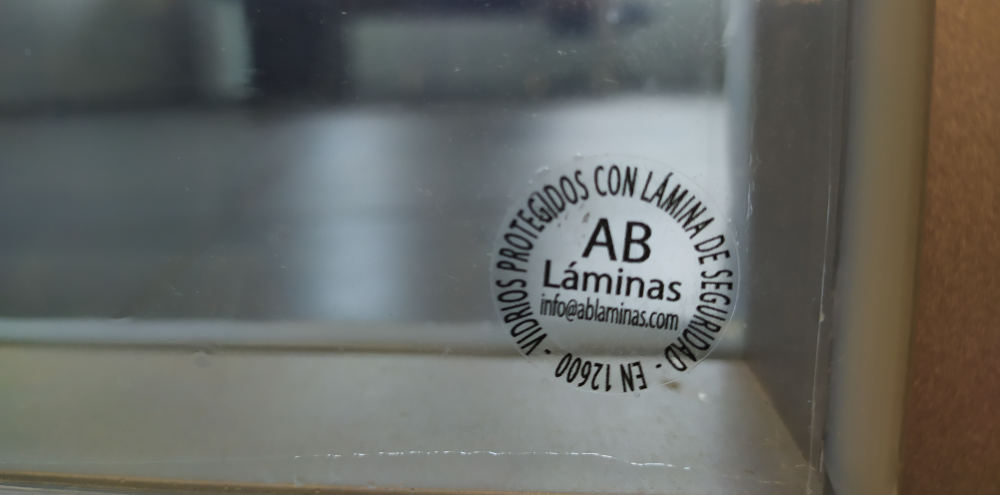 VIDRIOS PROTEGIDOS CON LÁMINA DE SEGURIDAD - EN 12600 -
AB
Láminas
info@ablaminas.com